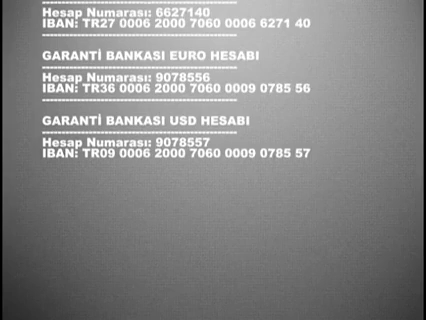 ------------------------------------------------
Hesap Numarası: 6627140
IBAN: TR27 0006 2000 7060 0006 6271 40
------------------------------------------------
GARANTİ BANKASI EURO HESABI
------------------------------------------------
Hesap Numarası: 9078556
IBAN: TR36 0006 2000 7060 0009 0785 56
------------------------------------------------
GARANTİ BANKASI USD HESABI
------------------------------------------------
Hesap Numarası: 9078557
IBAN: TR09 0006 2000 7060 0009 0785 57